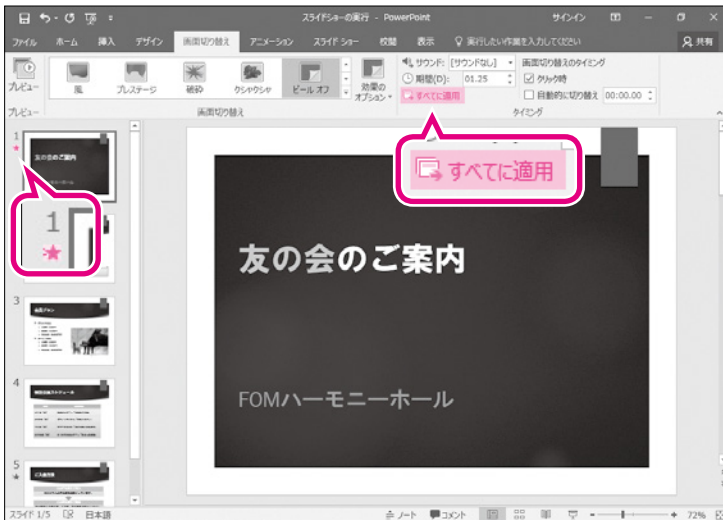 スライドショーの実行 - PowerPoint
サインイン
ファイル ホーム 挿入 デザイン 画面切り替え アニメーション スライド ショー 校閲 表示 実行したい作業を入力してください 共有
プレビュー
風 プレステージ 破砕 クシャクシャ ピール オフ
効果の
オプション
サウンド: [サウンドなし]
期間(D): 01.25
すべてに適用
画面切り替えのタイミング
クリック時
自動的に切り替え 00:00.00
プレビュー 画面切り替え タイミング
すべてに適用
1
友の会のご案内
1
3
4
5
友の会のご案内
FOMハーモニーホール
スライド 1/5 日本語 ノート コメント 72%